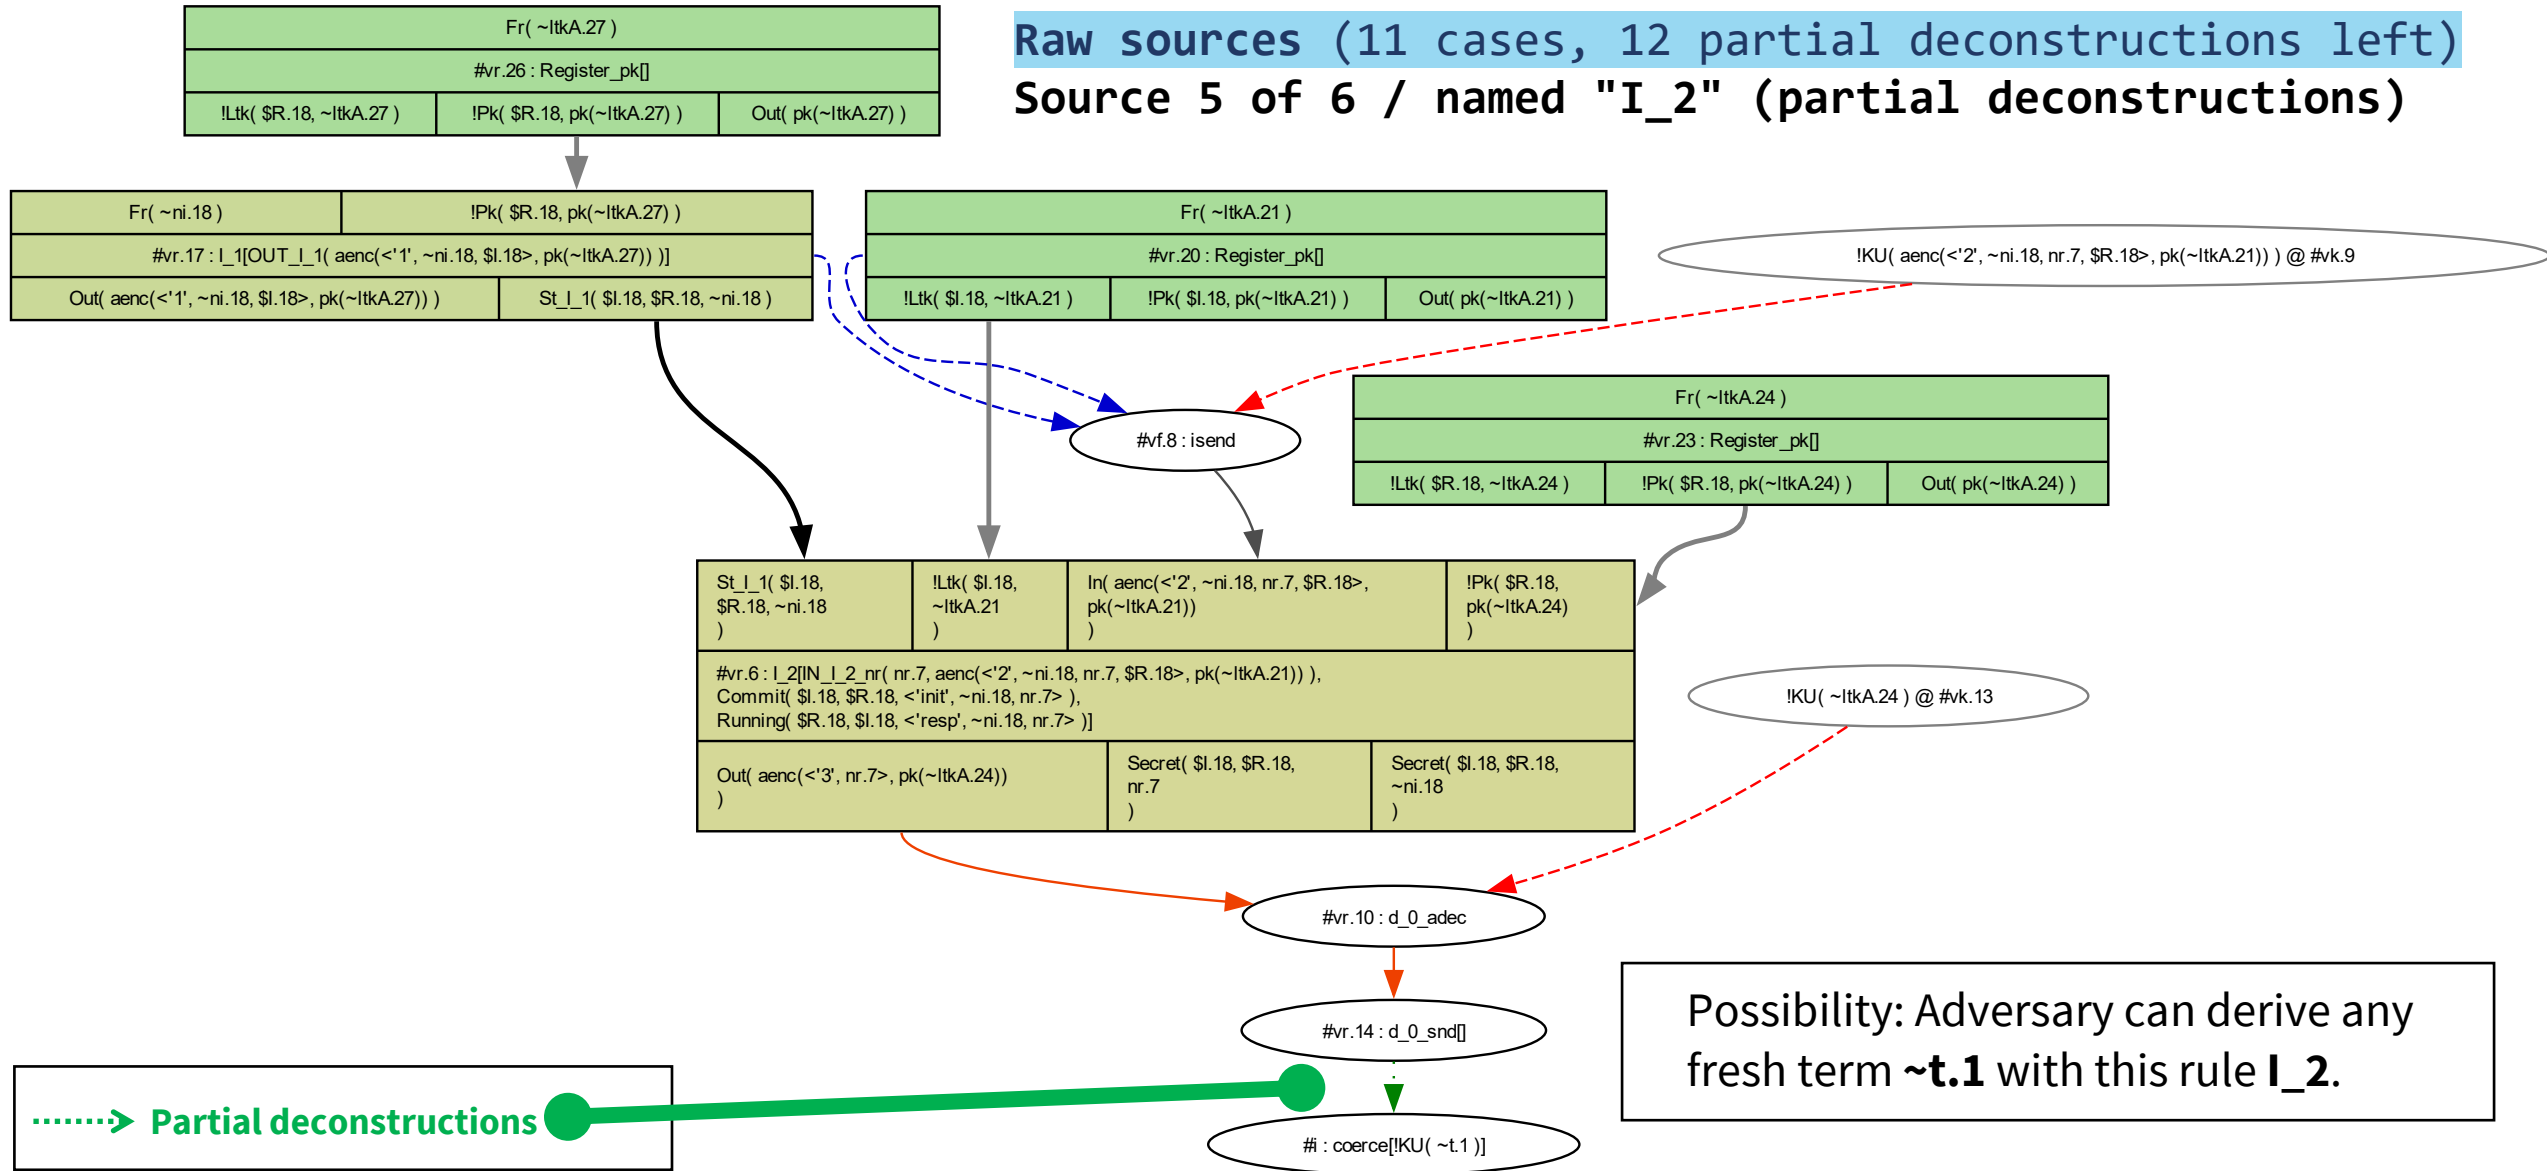 Fr( ~ltkA.27 )
#vr.26 : Register_pk[]
!Ltk( $R.18, ~ltkA.27 )
!Pk( $R.18, pk(~ltkA.27) )
Out( pk(~ltkA.27) )
Raw sources (11 cases, 12 partial deconstructions left)
Source 5 of 6 / named "I_2" (partial deconstructions)
Fr( ~ni.18 )
!Pk( $R.18, pk(~ltkA.27) )
#vr.17 : I_1[OUT_I_1( aenc(<'1', ~ni.18, $I.18>, pk(~ltkA.27)) )]
Out( aenc(<'1', ~ni.18, $I.18>, pk(~ltkA.27)) )
St_I_1( $I.18, $R.18, ~ni.18 )
Fr( ~ltkA.21 )
#vr.20 : Register_pk[]
!Ltk( $I.18, ~ltkA.21 )
!Pk( $I.18, pk(~ltkA.21) )
Out( pk(~ltkA.21) )
!KU( aenc(<'2', ~ni.18, nr.7, $R.18>, pk(~ltkA.21)) ) @ #vk.9
#vf.8 : isend
Fr( ~ltkA.24 )
#vr.23 : Register_pk[]
!Ltk( $R.18, ~ltkA.24 )
!Pk( $R.18, pk(~ltkA.24) )
Out( pk(~ltkA.24) )
St_I_1( $I.18,
$R.18, ~ni.18
)
!Ltk( $I.18,
~ltkA.21
)
In( aenc(<'2', ~ni.18, nr.7, $R.18>,
pk(~ltkA.21))
)
!Pk( $R.18,
pk(~ltkA.24)
)
#vr.6 : I_2[IN_I_2_nr( nr.7, aenc(<'2', ~ni.18, nr.7, $R.18>, pk(~ltkA.21)) ),
Commit( $I.18, $R.18, <'init', ~ni.18, nr.7> ),
Running( $R.18, $I.18, <'resp', ~ni.18, nr.7> )]
Out( aenc(<'3', nr.7>, pk(~ltkA.24))
)
Secret( $I.18, $R.18,
nr.7
)
Secret( $I.18, $R.18,
~ni.18
)
!KU( ~ltkA.24 ) @ #vk.13
#vr.10 : d_0_adec
#vr.14 : d_0_snd[]
#i : coerce[!KU( ~t.1 )]
Possibility: Adversary can derive any
fresh term ~t.1 with this rule I_2.
Partial deconstructions